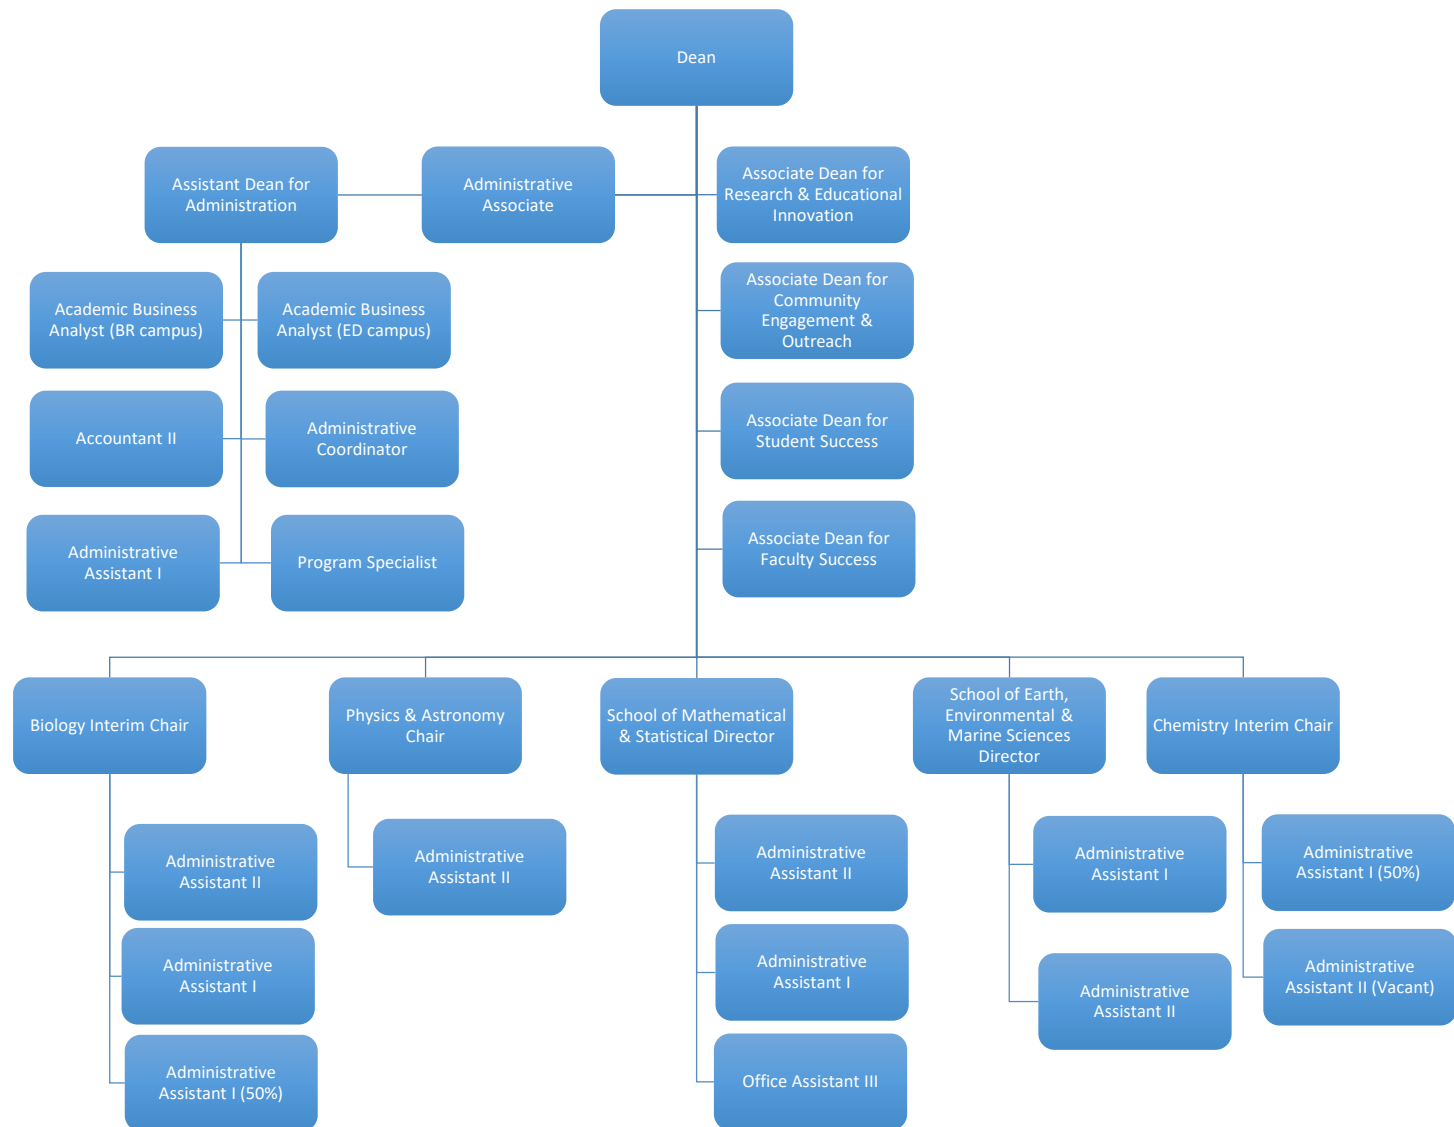 Dean
Assistant Dean for
Administration
Administrative
Associate
Associate Dean for
Research & Educational
Innovation
Academic Business
Analyst (BR campus)
Academic Business
Analyst (ED campus)
Associate Dean for
Community
Engagement &
Outreach
Accountant II
Administrative
Coordinator
Associate Dean for
Student Success
Administrative
Assistant I
Program Specialist
Associate Dean for
Faculty Success
Biology Interim Chair
Physics & Astronomy
Chair
School of Mathematical
& Statistical Director
School of Earth,
Environmental &
Marine Sciences
Director
Chemistry Interim Chair
Administrative
Assistant II
Administrative
Assistant I
Administrative
Assistant I (50%)
Administrative
Assistant II
Administrative
Assistant II
Administrative
Assistant I
Office Assistant III
Administrative
Assistant I
Administrative
Assistant II
Administrative
Assistant I (50%)
Administrative
Assistant II (Vacant)